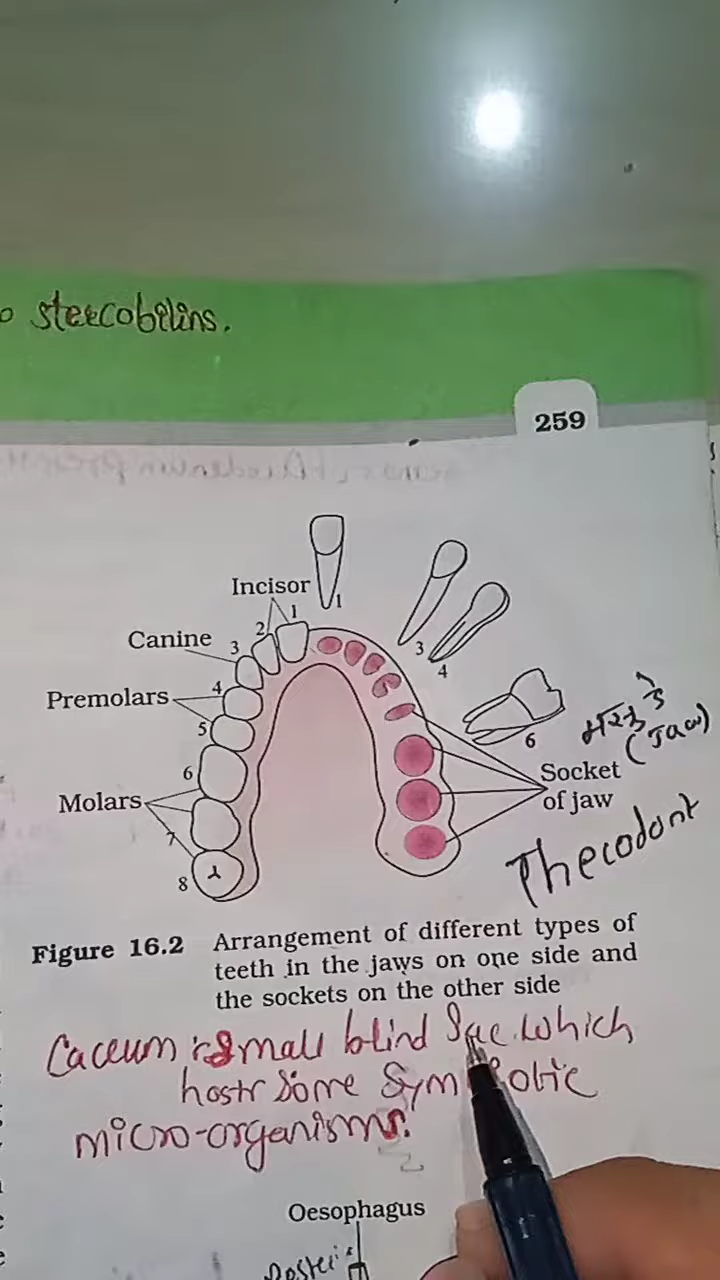 stercobilins.
259
Incisor
1
2
1
Canine
3
3
4
Premolars
4
5
6
6
Socket
of jaw
(Jaw)
Molars
7
8
Thecodont
Figure 16.2 Arrangement of different types of
teeth in the jaws on one side and
the sockets on the other side
Caceum is small blind Sac which
hosts some Symbiotic
micro-organisms.
Oesophagus